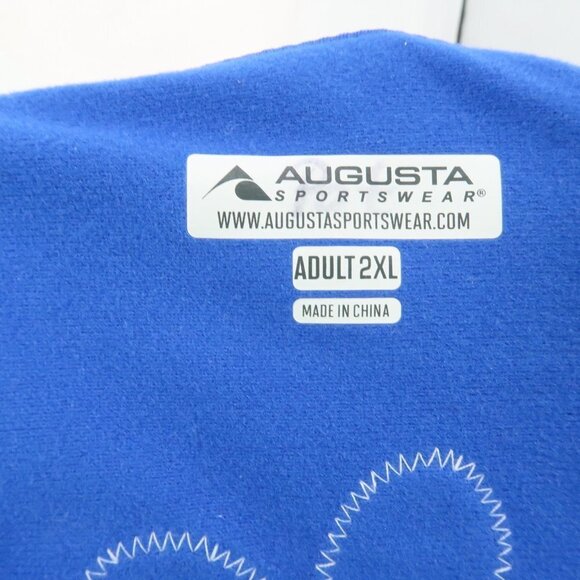 AUGUSTA
SPORTSWEAR®
WWW.AUGUSTASPORTSWEAR.COM
ADULT 2XL
MADE IN CHINA